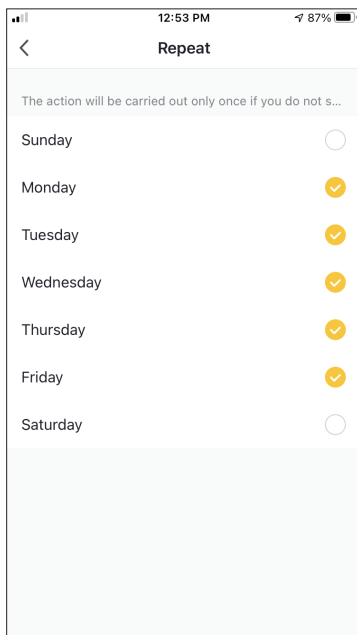 12:53 PM
87%
Repeat
The action will be carried out only once if you do not s...
Sunday
Monday
Tuesday
Wednesday
Thursday
Friday
Saturday